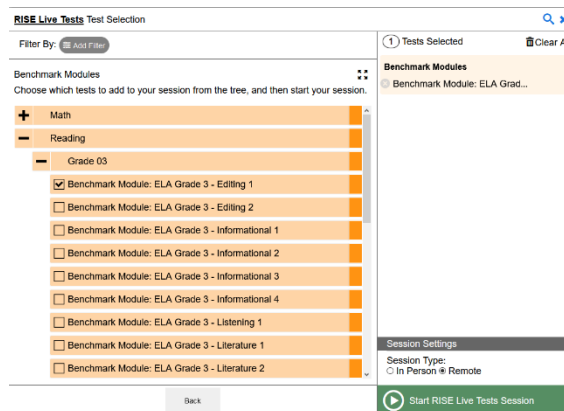 RISE Live Tests Test Selection
Filter By: Add Filter
Benchmark Modules
Choose which tests to add to your session from the tree, and then start your session.
Math
Reading
Grade 03
Benchmark Module: ELA Grade 3 - Editing 1
Benchmark Module: ELA Grade 3 - Editing 2
Benchmark Module: ELA Grade 3 - Informational 1
Benchmark Module: ELA Grade 3 - Informational 2
Benchmark Module: ELA Grade 3 - Informational 3
Benchmark Module: ELA Grade 3 - Informational 4
Benchmark Module: ELA Grade 3 - Listening 1
Benchmark Module: ELA Grade 3 - Literature 1
Benchmark Module: ELA Grade 3 - Literature 2
Back
1 Tests Selected Clear A
Benchmark Modules
Benchmark Module: ELA Grad...
Session Settings
Session Type:
In Person Remote
Start RISE Live Tests Session